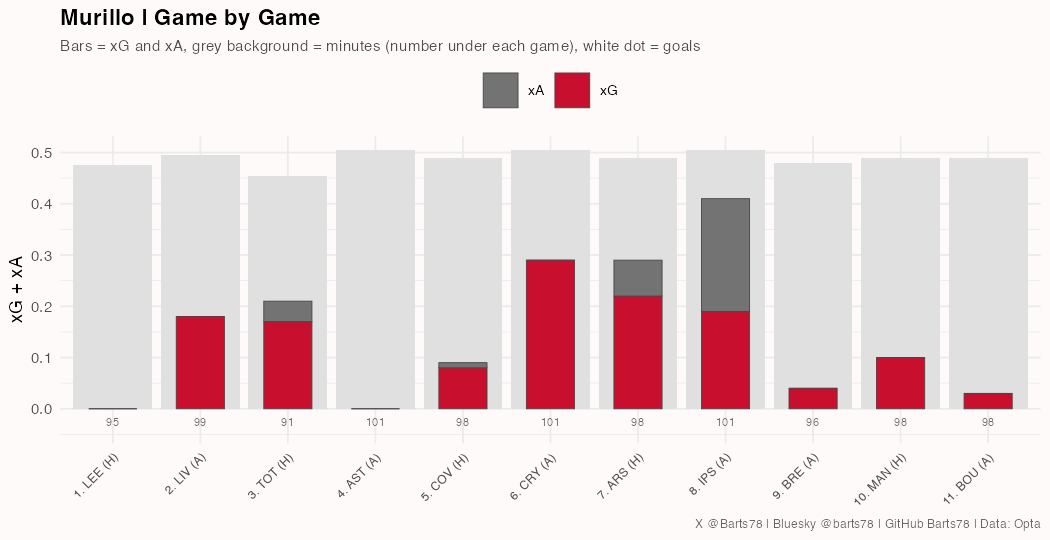 Murillo | Game by Game
Bars = xG and xA, grey background = minutes (number under each game), white dot = goals
xA xG
xG + xA
0.5
0.4
0.3
0.2
0.1
0.0
95 99 91 101 98 101 98 101 96 98 98
1. LEE (H) 2. LIV (A) 3. TOT (H) 4. AST (A) 5. COV (H) 6. CRY (A) 7. ARS (H) 8. IPS (A) 9. BRE (A) 10. MAN (H) 11. BOU (A)
X @Barts78 | Bluesky @barts78 | GitHub Barts78 | Data: Opta